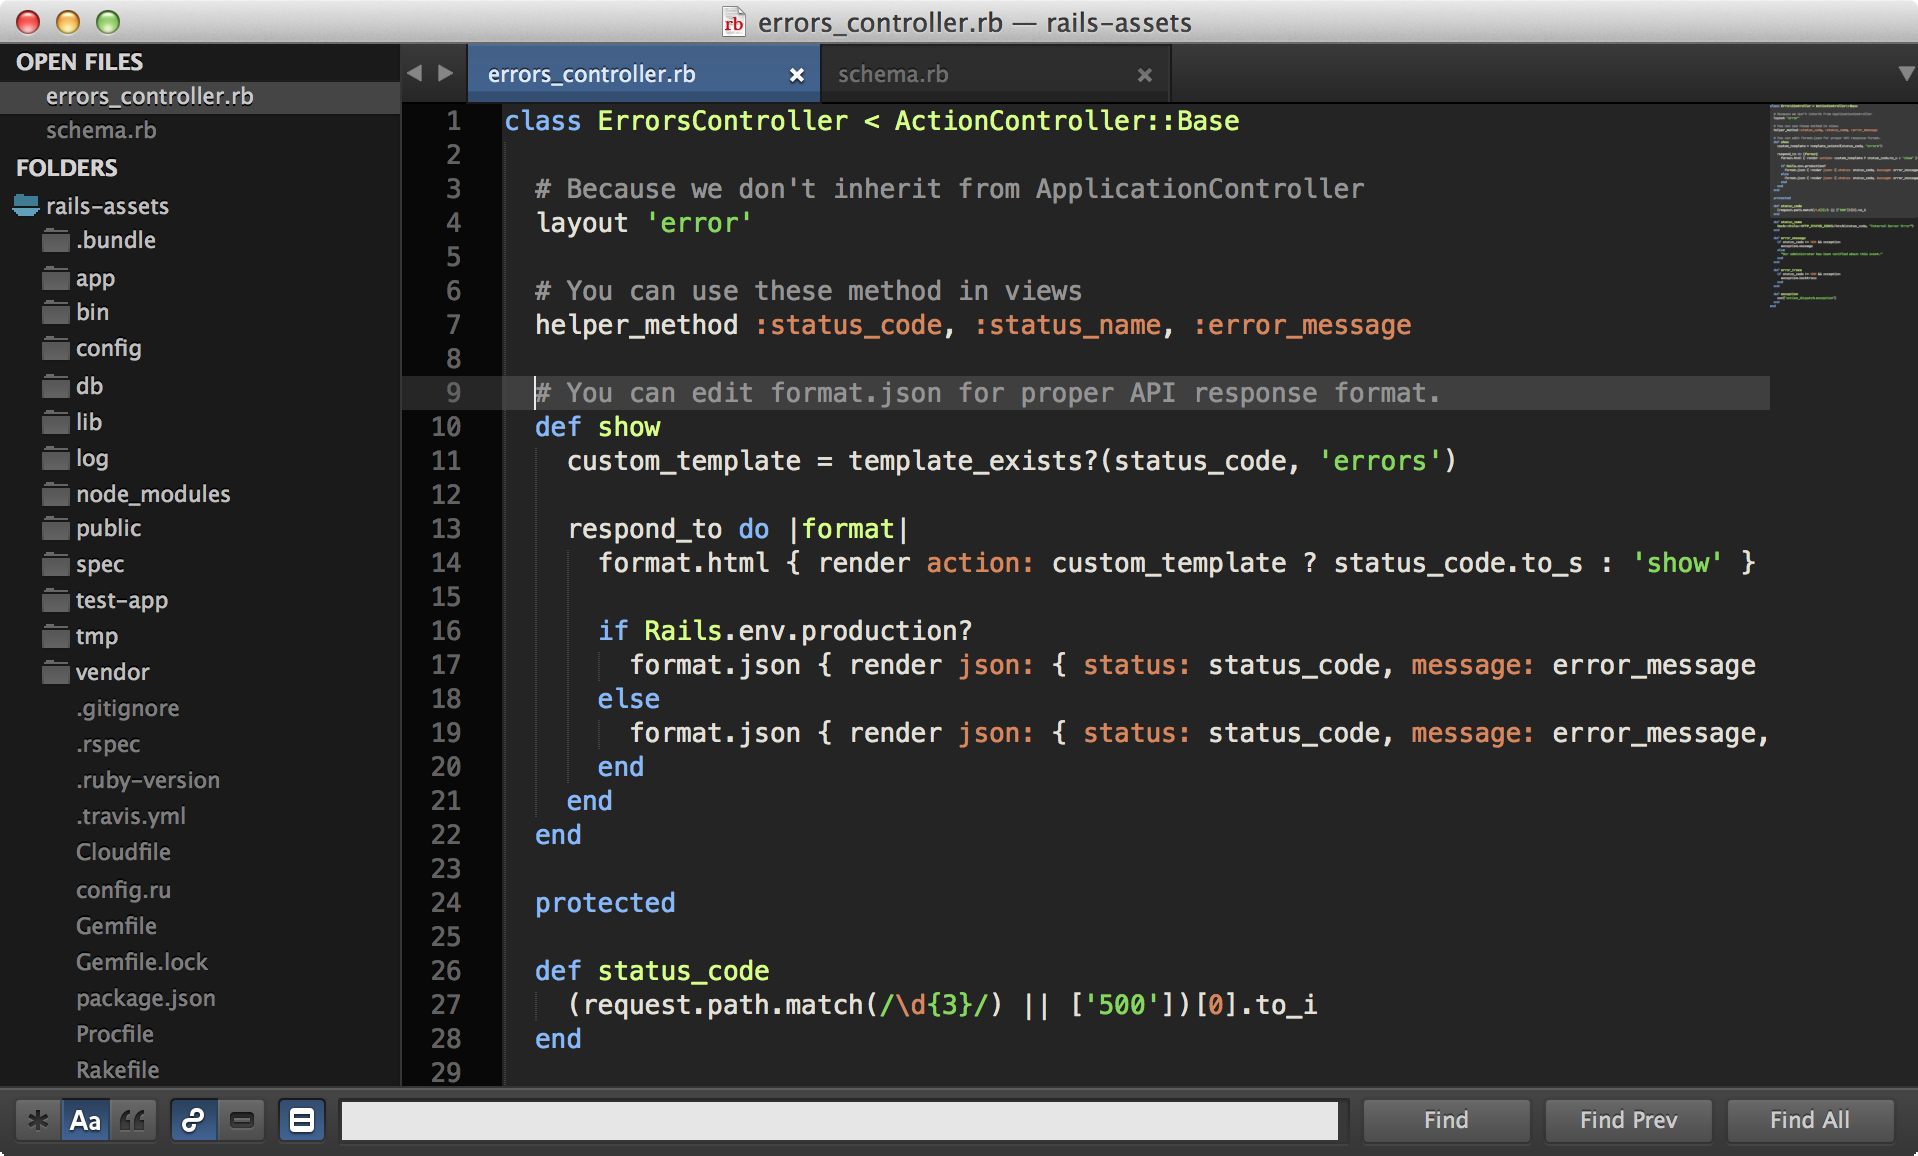 errors_controller.rb — rails-assets
OPEN FILES
errors_controller.rb
schema.rb
FOLDERS
rails-assets
.bundle
app
bin
config
db
lib
log
node_modules
public
spec
test-app
tmp
vendor
.gitignore
.rspec
.ruby-version
.travis.yml
Cloudfile
config.ru
Gemfile
Gemfile.lock
package.json
Procfile
Rakefile
errors_controller.rb × schema.rb ×
1 class ErrorsController < ActionController::Base
2
3   # Because we don't inherit from ApplicationController
4   layout 'error'
5
6   # You can use these method in views
7   helper_method :status_code, :status_name, :error_message
8
9   # You can edit format.json for proper API response format.
10   def show
11     custom_template = template_exists?(status_code, 'errors')
12
13     respond_to do |format|
14       format.html { render action: custom_template ? status_code.to_s : 'show' }
15
16       if Rails.env.production?
17         format.json { render json: { status: status_code, message: error_message
18       else
19         format.json { render json: { status: status_code, message: error_message,
20       end
21     end
22   end
23
24   protected
25
26   def status_code
27     (request.path.match(/\d{3}/) || ['500'])[0].to_i
28   end
29
Aa Find Find Prev Find All